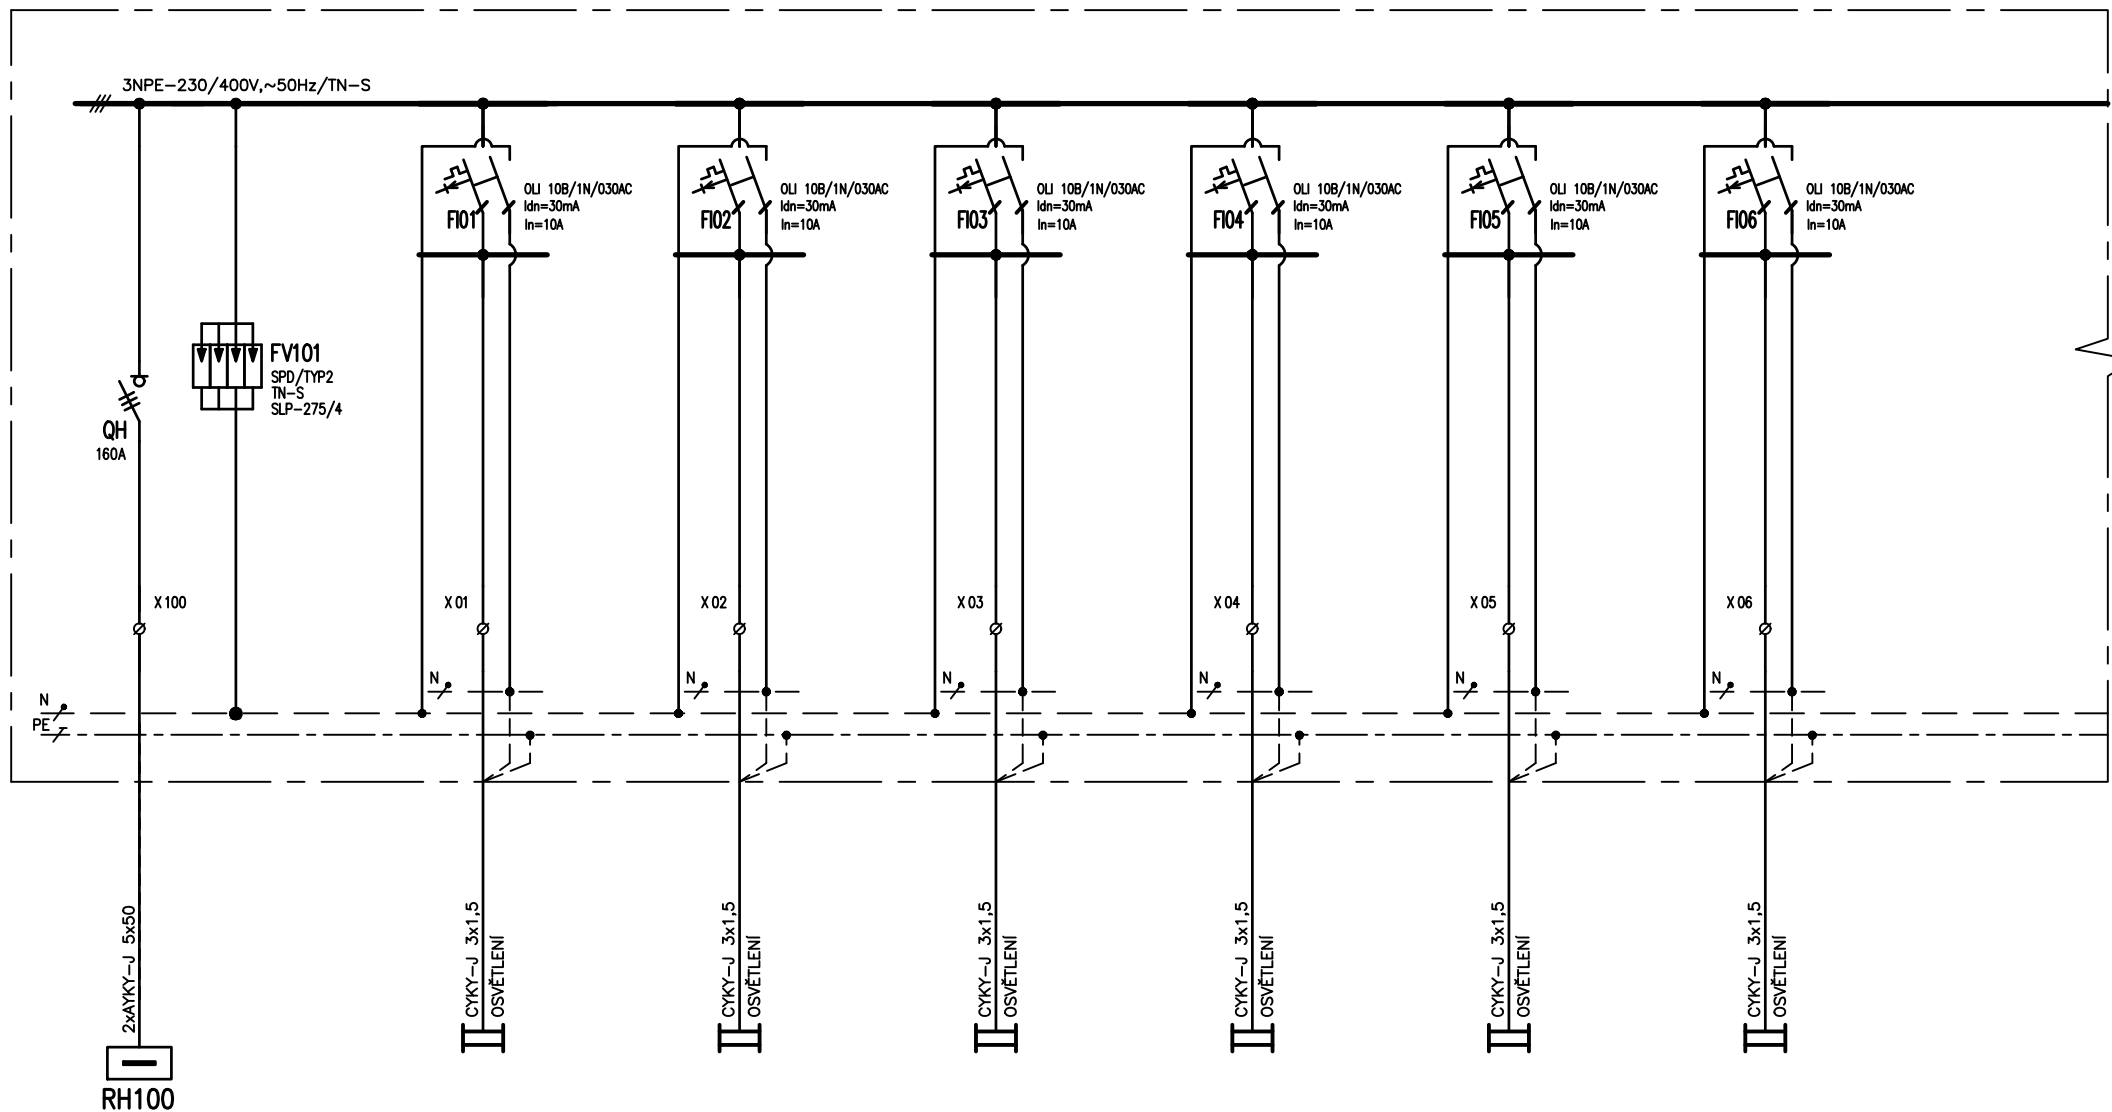 3NPE-230/400V,~50Hz/TN-S
QH
160A
FV101
SPD/TYP2
TN-S
SLP-275/4
FI01
OLI 10B/1N/030AC
Idn=30mA
In=10A
FI02
OLI 10B/1N/030AC
Idn=30mA
In=10A
FI03
OLI 10B/1N/030AC
Idn=30mA
In=10A
FI04
OLI 10B/1N/030AC
Idn=30mA
In=10A
FI05
OLI 10B/1N/030AC
Idn=30mA
In=10A
FI06
OLI 10B/1N/030AC
Idn=30mA
In=10A
X100
X01
X02
X03
X04
X05
X06
N
N
N
N
N
N
N
PE
2xAYKY-J 5x50
CYKY-J 3x1,5
OSVĚTLENÍ
CYKY-J 3x1,5
OSVĚTLENÍ
CYKY-J 3x1,5
OSVĚTLENÍ
CYKY-J 3x1,5
OSVĚTLENÍ
CYKY-J 3x1,5
OSVĚTLENÍ
CYKY-J 3x1,5
OSVĚTLENÍ
RH100